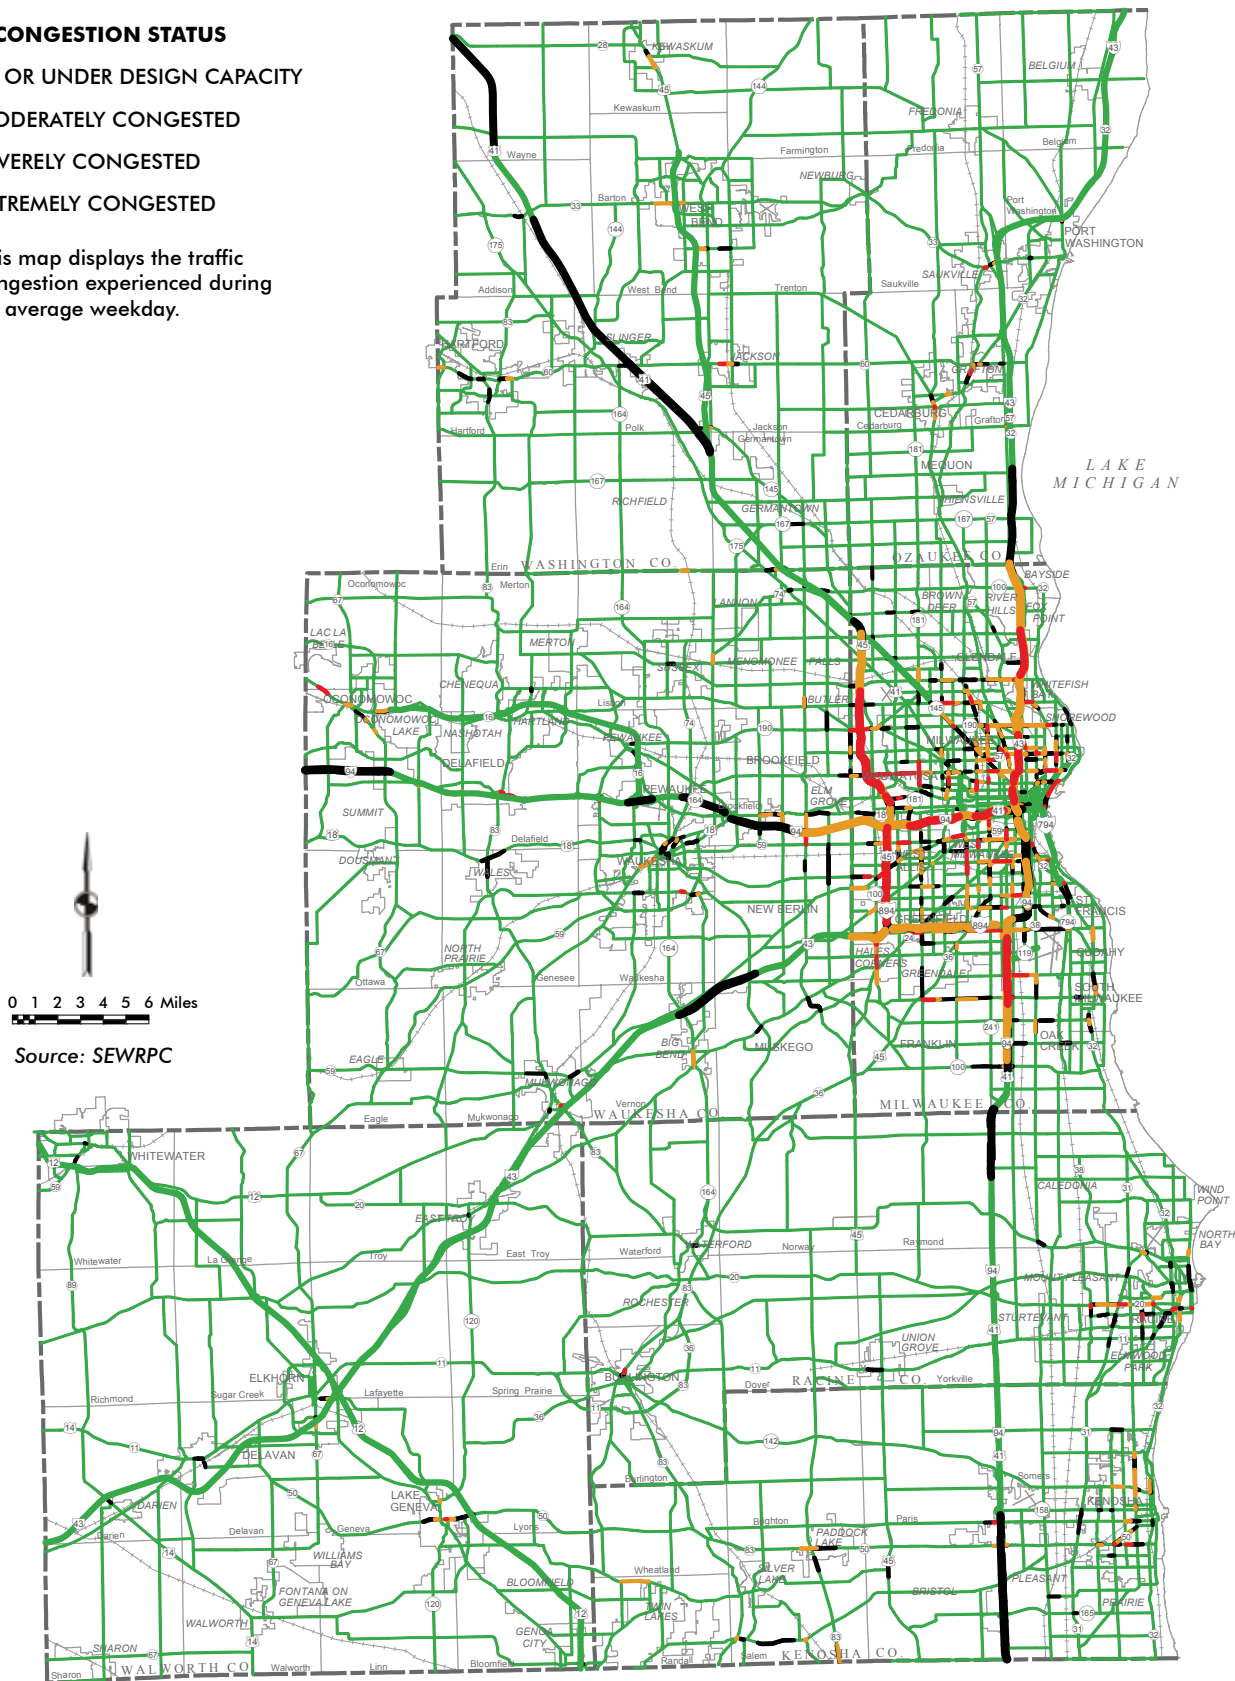 CONGESTION STATUS
OR UNDER DESIGN CAPACITY
ODERATELY CONGESTED
VERELY CONGESTED
TREMELY CONGESTED
is map displays the traffic
ngestion experienced during
average weekday.
0 1 2 3 4 5 6 Miles
Source: SEWRPC
LAKE
MICHIGAN
KEWASKUM
Kewaskum
Wayne
Farmington
Fredonia
FREDONIA
BELGIUM
Belgium
NEWBURG
Barton
WEST
BEND
Port
Washington
PORT
WASHINGTON
SAUKVILLE
Saukville
Addison
West Bend
Trenton
HARTFORD
SLINGER
JACKSON
GRAFTON
CEDARBURG
Cedarburg
Grafton
Hartford
Polk
Jackson
Germantown
MEQUON
THIENSVILLE
RICHFIELD
GERMANTOWN
Erin
WASHINGTON CO.
OZAUKEE CO.
Oconomowoc
Merton
LANNON
BAYSIDE
BROWN
DEER
RIVER
HILLS
FOX
POINT
LAC LA
BELLE
MERTON
SUSSEX
MENOMONEE FALLS
GLENDALE
CHENEQUA
OCONOMOWOC
OCONOMOWOC
LAKE
NASHOTAH
HARTLAND
Lisbon
BUTLER
WHITEFISH
BAY
SHOREWOOD
PEWAUKEE
MILWAUKEE
DELAFIELD
BROOKFIELD
WAUWATOSA
SUMMIT
PEWAUKEE
Brookfield
ELM
GROVE
Delafield
DOUSMAN
WALES
WAUKESHA
WEST
ALLIS
WEST
MILWAUKEE
NEW BERLIN
ST.
FRANCIS
GREENFIELD
NORTH
PRAIRIE
Genesee
Waukesha
HALES
CORNERS
GREENDALE
CUDAHY
Ottawa
SOUTH
MILWAUKEE
EAGLE
BIG
BEND
MUSKEGO
FRANKLIN
OAK
CREEK
MUKWONAGO
Eagle
Mukwonago
Vernon
WAUKESHA CO.
MILWAUKEE CO.
WHITEWATER
CALEDONIA
WIND
POINT
NORTH
BAY
EAST TROY
Whitewater
La Grange
Troy
East Troy
Waterford
WATERFORD
Norway
Raymond
ROCHESTER
MOUNT PLEASANT
STURTEVANT
RACINE
UNION
GROVE
ELMWOOD
PARK
ELKHORN
BURLINGTON
Richmond
Sugar Creek
Lafayette
Spring Prairie
Dover
RACINE CO.
Yorkville
DELAVAN
Burlington
Somers
DARIEN
Darien
LAKE
GENEVA
KENOSHA
Delavan
Geneva
Lyons
Brighton
Paris
PADDOCK
LAKE
WILLIAMS
BAY
BLOOMFIELD
Wheatland
SILVER
LAKE
PLEASANT
PRAIRIE
BRISTOL
FONTANA ON
GENEVA LAKE
TWIN
LAKES
WALWORTH
GENOA
CITY
SHARON
Sharon
WALWORTH CO.
Walworth
Linn
Bloomfield
Randall
Salem
KENOSHA CO.